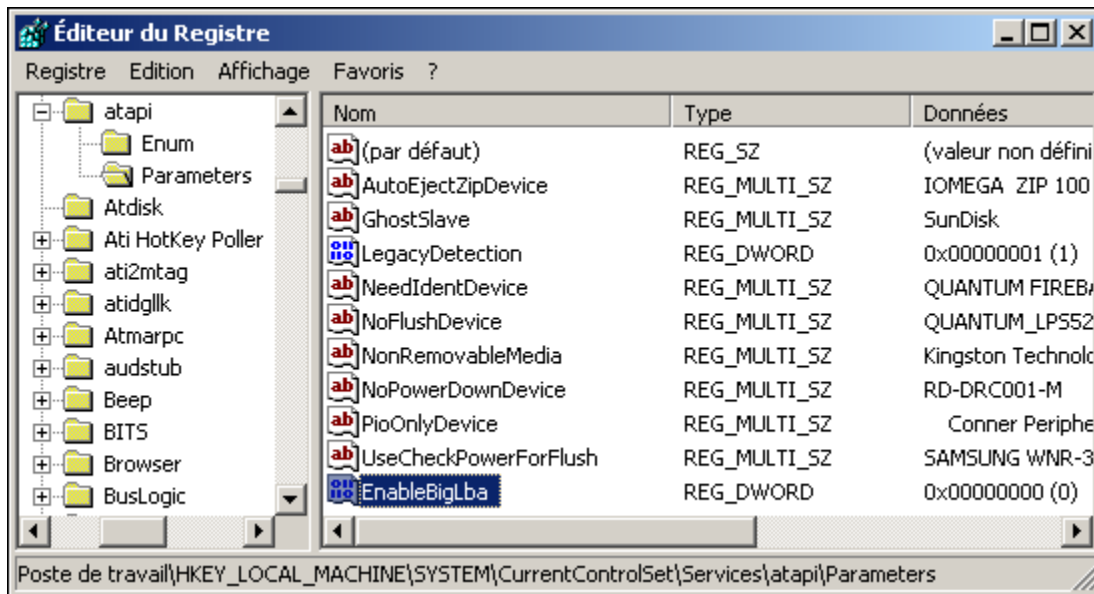 Éditeur du Registre
Registre Edition Affichage Favoris ?
atapi
Enum
Parameters
Atdisk
Ati HotKey Poller
ati2mtag
atidgllk
Atmarpc
audstub
Beep
BITS
Browser
BusLogic
Nom Type Données
(par défaut) REG_SZ (valeur non défini
AutoEjectZipDevice REG_MULTI_SZ IOMEGA ZIP 100
GhostSlave REG_MULTI_SZ SunDisk
LegacyDetection REG_DWORD 0x00000001 (1)
NeedIdentDevice REG_MULTI_SZ QUANTUM FIREBA
NoFlushDevice REG_MULTI_SZ QUANTUM_LPS52
NonRemovableMedia REG_MULTI_SZ Kingston Technolo
NoPowerDownDevice REG_MULTI_SZ RD-DRC001-M
PioOnlyDevice REG_MULTI_SZ Conner Periphe
UseCheckPowerForFlush REG_MULTI_SZ SAMSUNG WNR-3
EnableBigLba REG_DWORD 0x00000000 (0)
Poste de travail\HKEY_LOCAL_MACHINE\SYSTEM\CurrentControlSet\Services\atapi\Parameters